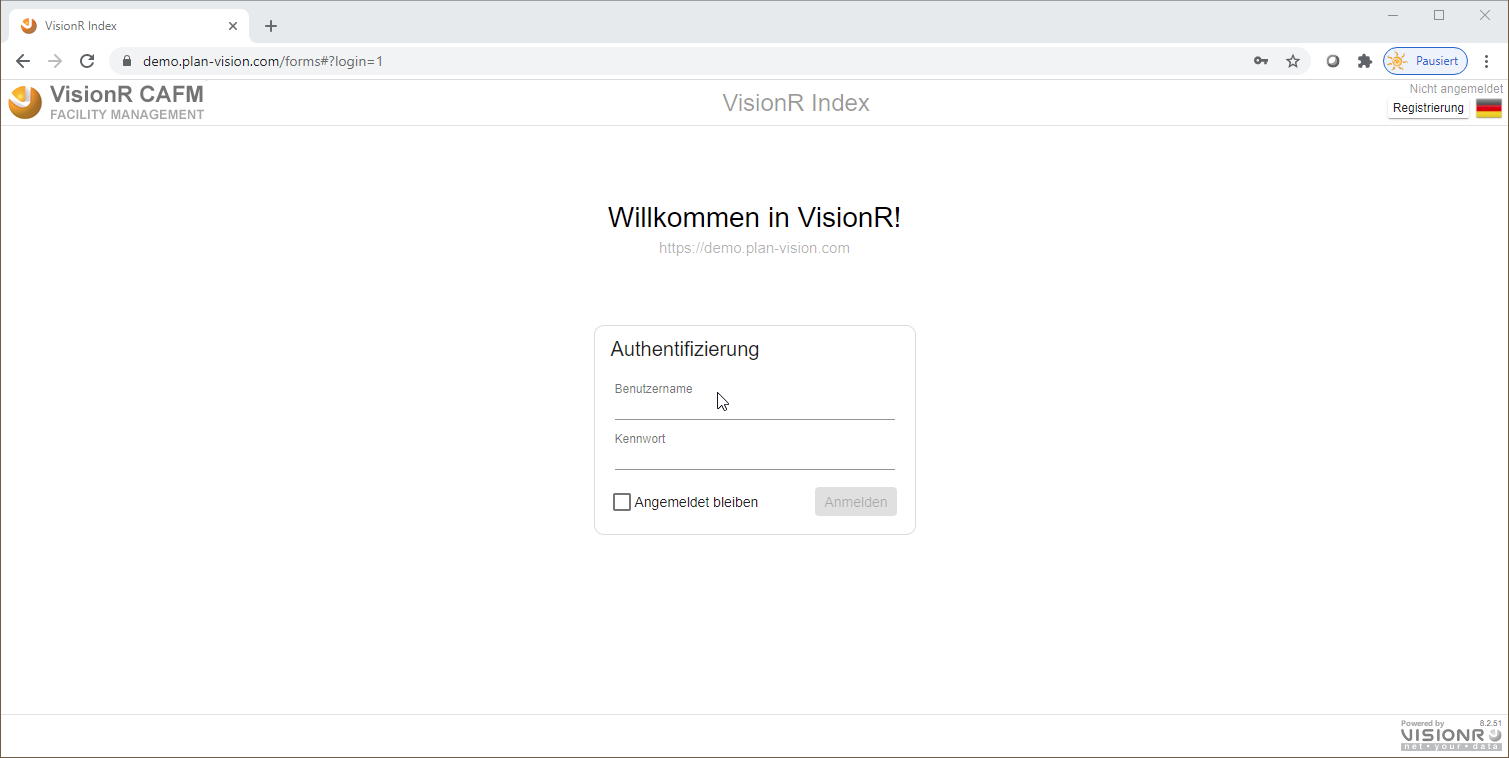 VisionR Index
demo.plan-vision.com/forms#?login=1
Pausiert
VisionR CAFM
FACILITY MANAGEMENT
VisionR Index
Nicht angemeldet
Registrierung
Willkommen in VisionR!
https://demo.plan-vision.com
Authentifizierung
Benutzername
Kennwort
Angemeldet bleiben
Anmelden
Powered by
8.2.51
VISIONR
net • your • data